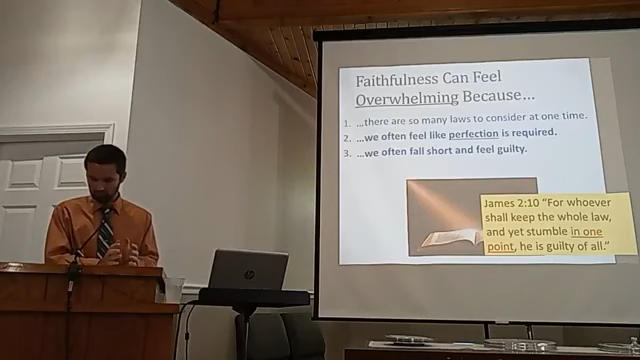 Faithfulness Can Feel
Overwhelming Because...
1. ...there are so many laws to consider at one time.
2. ...we often feel like perfection is required.
3. ...we often fall short and feel guilty.
James 2:10 “For whoever
shall keep the whole law,
and yet stumble in one
point, he is guilty of all.”
hp